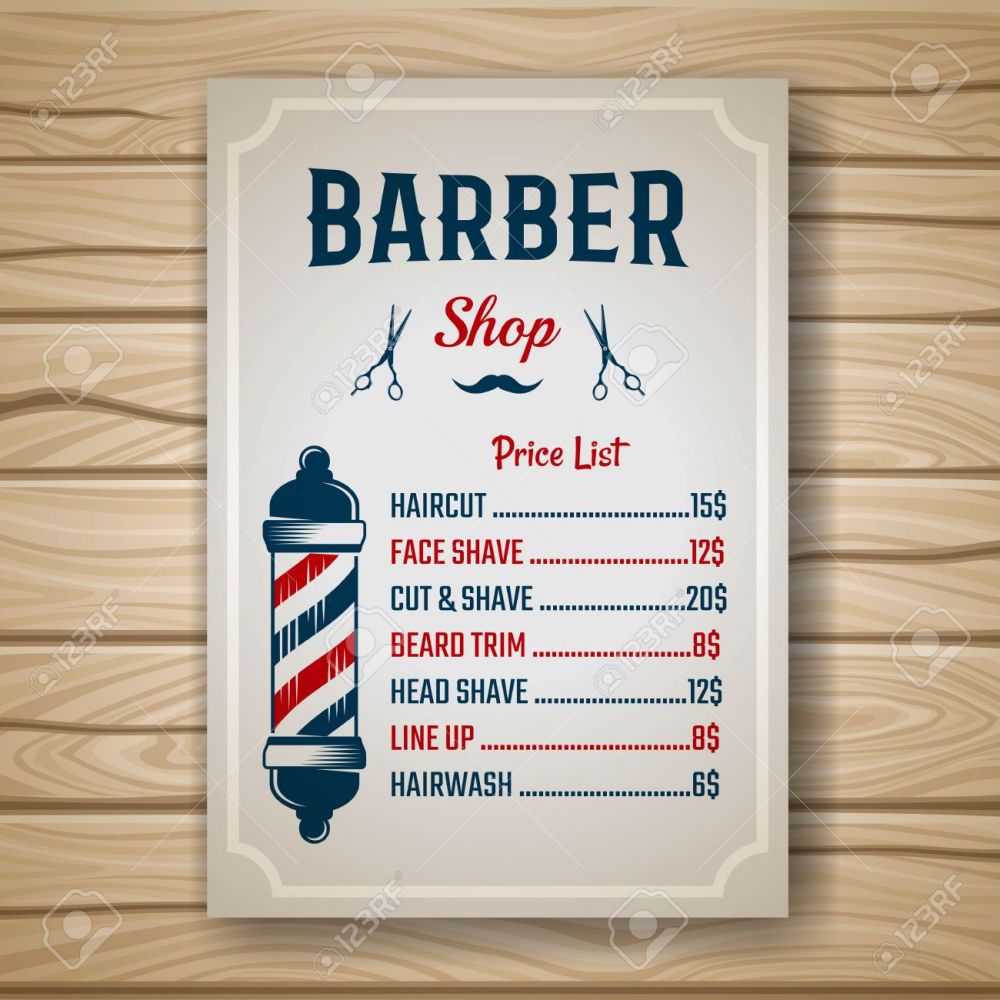 BARBER
Shop
Price List
HAIRCUT ........................................15$
FACE SHAVE ................................12$
CUT & SHAVE .............................20$
BEARD TRIM ................................8$
HEAD SHAVE ...............................12$
LINE UP ..........................................8$
HAIRWASH ..................................6$
123RF